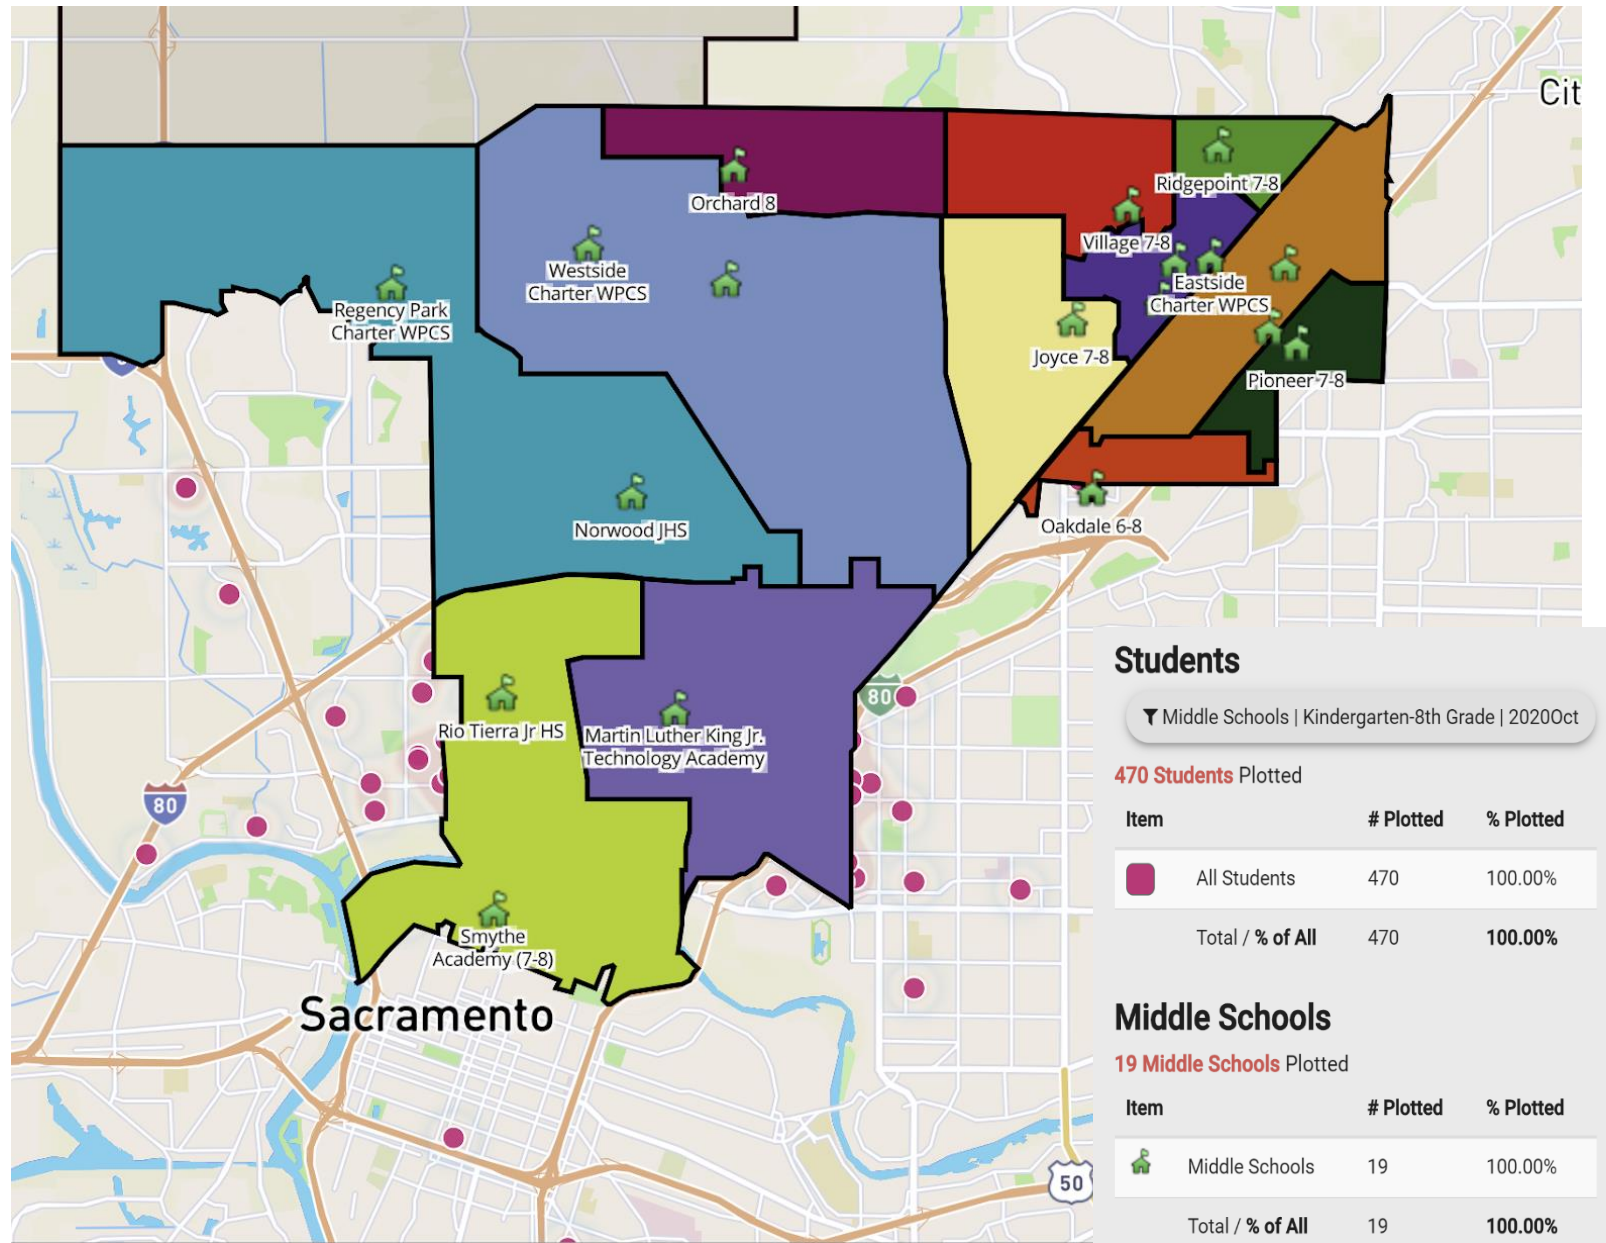 Cit
Ridgepoint 7-8
Orchard 8
Village 7-8
Westside
Charter WPCS
Eastside
Charter WPCS
Regency Park
Charter WPCS
Joyce 7-8
Pioneer 7-8
Norwood JHS
Oakdale 6-8
80
Rio Tierra Jr HS
Martin Luther King Jr.
Technology Academy
80
Smythe
Academy (7-8)
Sacramento
50
Students
Middle Schools | Kindergarten-8th Grade | 2020Oct
470 Students Plotted
Item # Plotted % Plotted
All Students 470 100.00%
Total / % of All 470 100.00%
Middle Schools
19 Middle Schools Plotted
Item # Plotted % Plotted
Middle Schools 19 100.00%
Total / % of All 19 100.00%